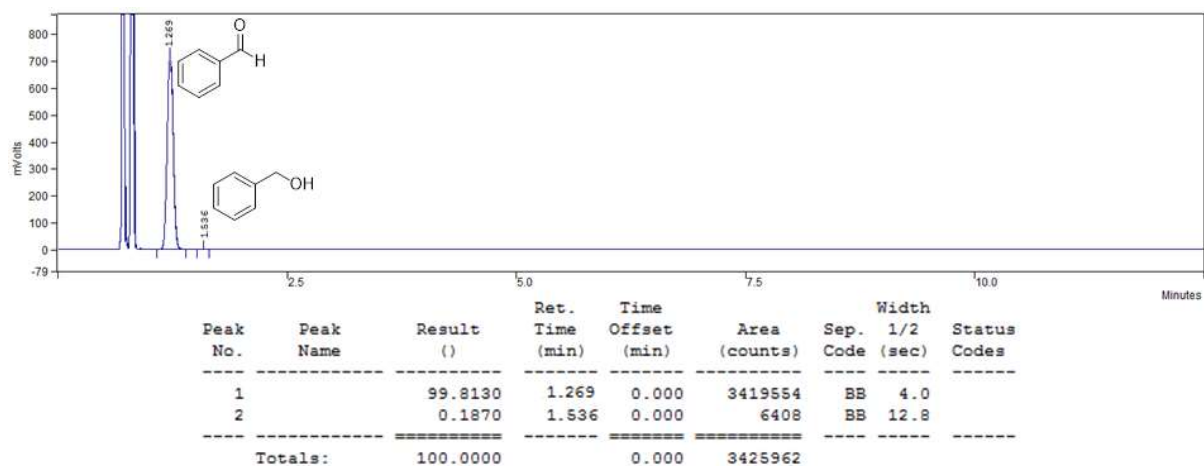 800
700
600
500
400
300
200
100
0
-79
mVolts
1.269
O
H
OH
1.536
2.5
5.0
7.5
10.0
Minutes
Ret. Time Width
Peak Peak Result Time Offset Area Sep. 1/2 Status
No. Name () (min) (min) (counts) Code (sec) Codes
---- ------------ ---------- ------- ------- ---------- ---- ----- ------
1 99.8130 1.269 0.000 3419554 BB 4.0
2 0.1870 1.536 0.000 6408 BB 12.8
---- ------------ ========== ------- ======= ========== ---- ----- ------
Totals: 100.0000 0.000 3425962